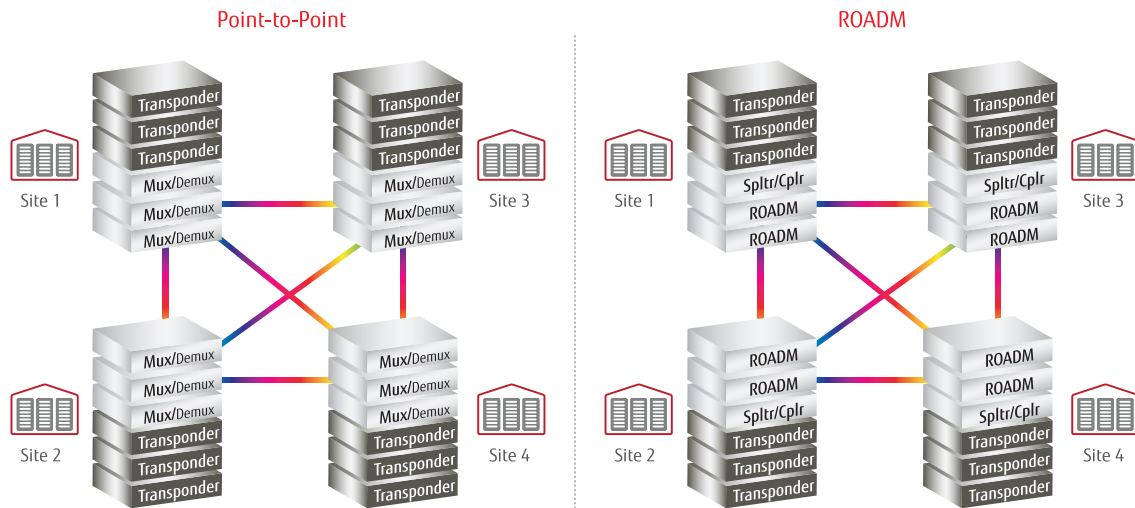 Point-to-Point
ROADM
Transponder
Transponder
Transponder
Mux/Demux
Mux/Demux
Mux/Demux
Site 1
Transponder
Transponder
Transponder
Mux/Demux
Mux/Demux
Mux/Demux
Site 3
Mux/Demux
Mux/Demux
Mux/Demux
Transponder
Transponder
Transponder
Site 2
Mux/Demux
Mux/Demux
Mux/Demux
Transponder
Transponder
Transponder
Site 4
Transponder
Transponder
Transponder
Spltr/Cplr
ROADM
ROADM
Site 1
Transponder
Transponder
Transponder
Spltr/Cplr
ROADM
ROADM
Site 3
ROADM
ROADM
Spltr/Cplr
Transponder
Transponder
Transponder
Site 2
ROADM
ROADM
Spltr/Cplr
Transponder
Transponder
Transponder
Site 4